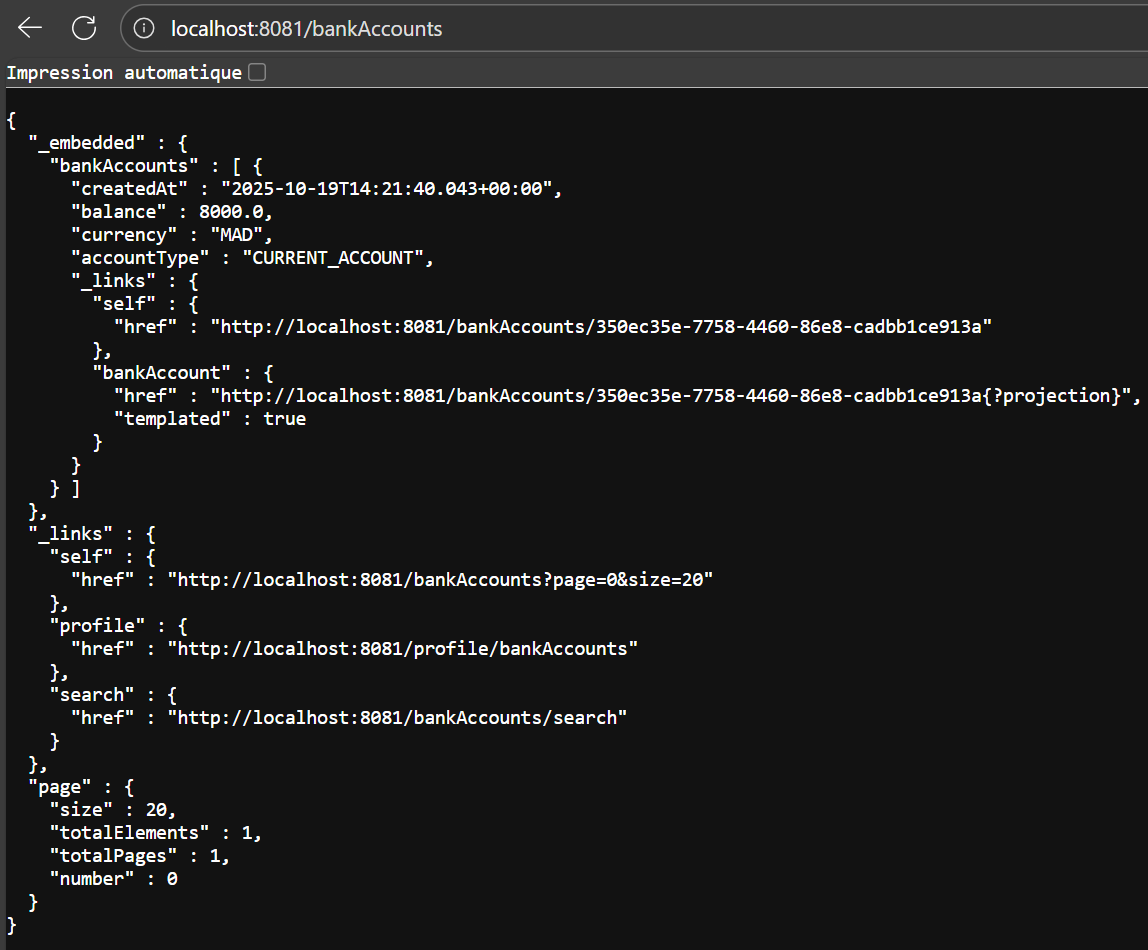 localhost:8081/bankAccounts
Impression automatique
{
  "_embedded" : {
    "bankAccounts" : [ {
      "createdAt" : "2025-10-19T14:21:40.043+00:00",
      "balance" : 8000.0,
      "currency" : "MAD",
      "accountType" : "CURRENT_ACCOUNT",
      "_links" : {
        "self" : {
          "href" : "http://localhost:8081/bankAccounts/350ec35e-7758-4460-86e8-cadbb1ce913a"
        },
        "bankAccount" : {
          "href" : "http://localhost:8081/bankAccounts/350ec35e-7758-4460-86e8-cadbb1ce913a{?projection}",
          "templated" : true
        }
      }
    } ]
  },
  "_links" : {
    "self" : {
      "href" : "http://localhost:8081/bankAccounts?page=0&size=20"
    },
    "profile" : {
      "href" : "http://localhost:8081/profile/bankAccounts"
    },
    "search" : {
      "href" : "http://localhost:8081/bankAccounts/search"
    }
  },
  "page" : {
    "size" : 20,
    "totalElements" : 1,
    "totalPages" : 1,
    "number" : 0
  }
}